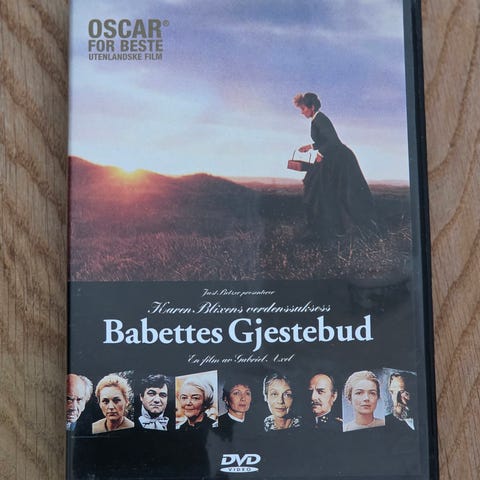 OSCAR®
FOR BESTE
UTENLANDSKE FILM
Just Betzer presenterer
Karen Blixens verdenssuksess
Babettes Gjestebud
En film av Gabriel Axel
DVD
VIDEO